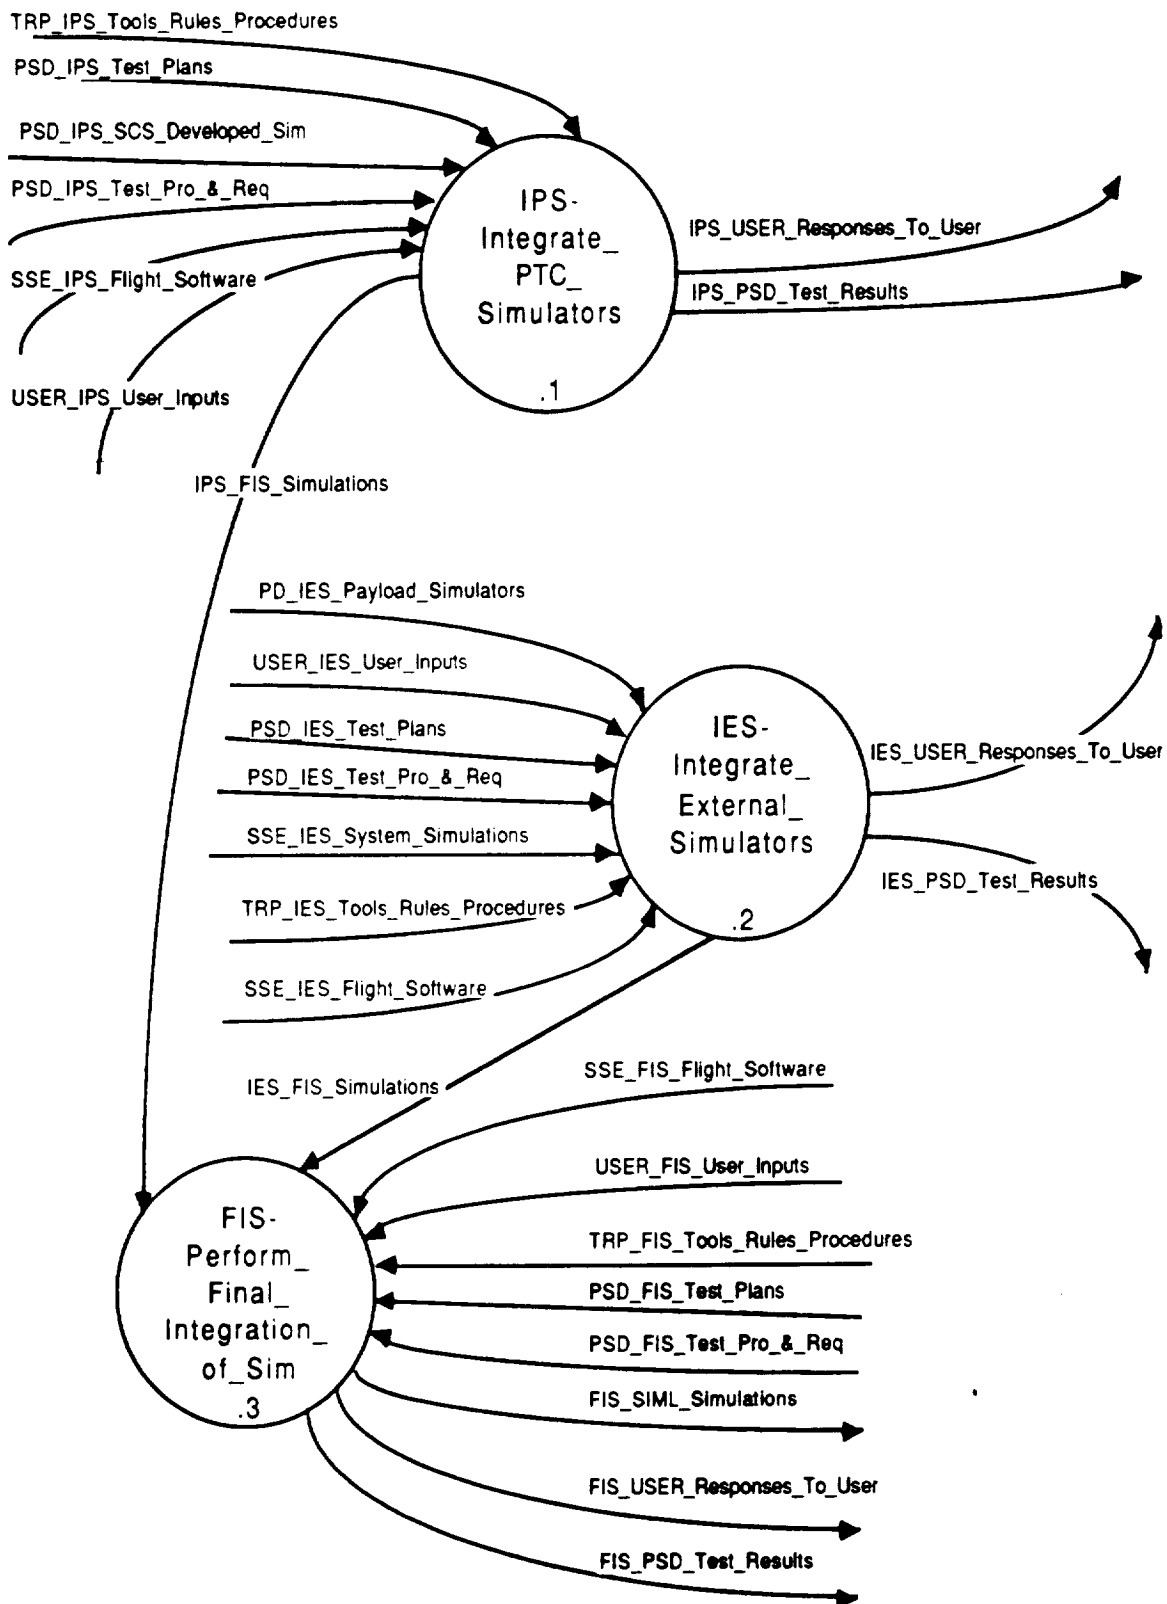 TRP_IPS_Tools_Rules_Procedures
PSD_IPS_Test_Plans
PSD_IPS_SCS_Developed_Sim
PSD_IPS_Test_Pro_&_Req
SSE_IPS_Flight_Software
USER_IPS_User_Inputs
IPS-
Integrate_
PTC_
Simulators
.1
IPS_USER_Responses_To_User
IPS_PSD_Test_Results
IPS_FIS_Simulations
PD_IES_Payload_Simulators
USER_IES_User_Inputs
PSD_IES_Test_Plans
PSD_IES_Test_Pro_&_Req
SSE_IES_System_Simulations
TRP_IES_Tools_Rules_Procedures
SSE_IES_Flight_Software
IES-
Integrate_
External_
Simulators
.2
IES_USER_Responses_To_User
IES_PSD_Test_Results
IES_FIS_Simulations
SSE_FIS_Flight_Software
USER_FIS_User_Inputs
TRP_FIS_Tools_Rules_Procedures
PSD_FIS_Test_Plans
PSD_FIS_Test_Pro_&_Req
FIS_SIML_Simulations
FIS_USER_Responses_To_User
FIS_PSD_Test_Results
FIS-
Perform_
Final_
Integration_
of_Sim
.3